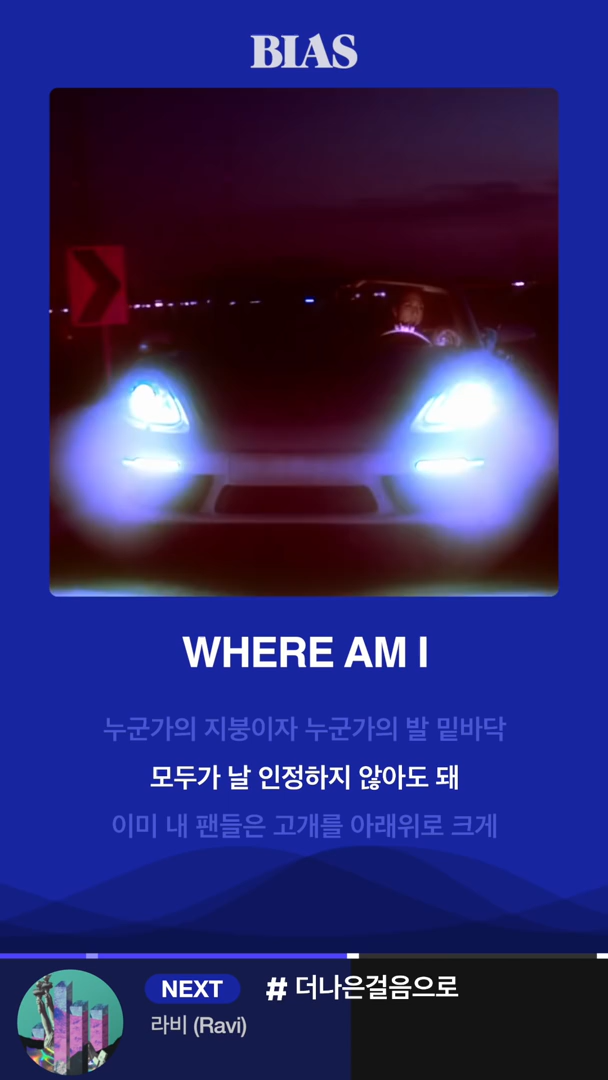 BIAS
WHERE AM I
누군가의 지붕이자 누군가의 발 밑바닥
모두가 날 인정하지 않아도 돼
이미 내 팬들은 고개를 아래위로 크게
NEXT # 더나은걸음으로
라비 (Ravi)